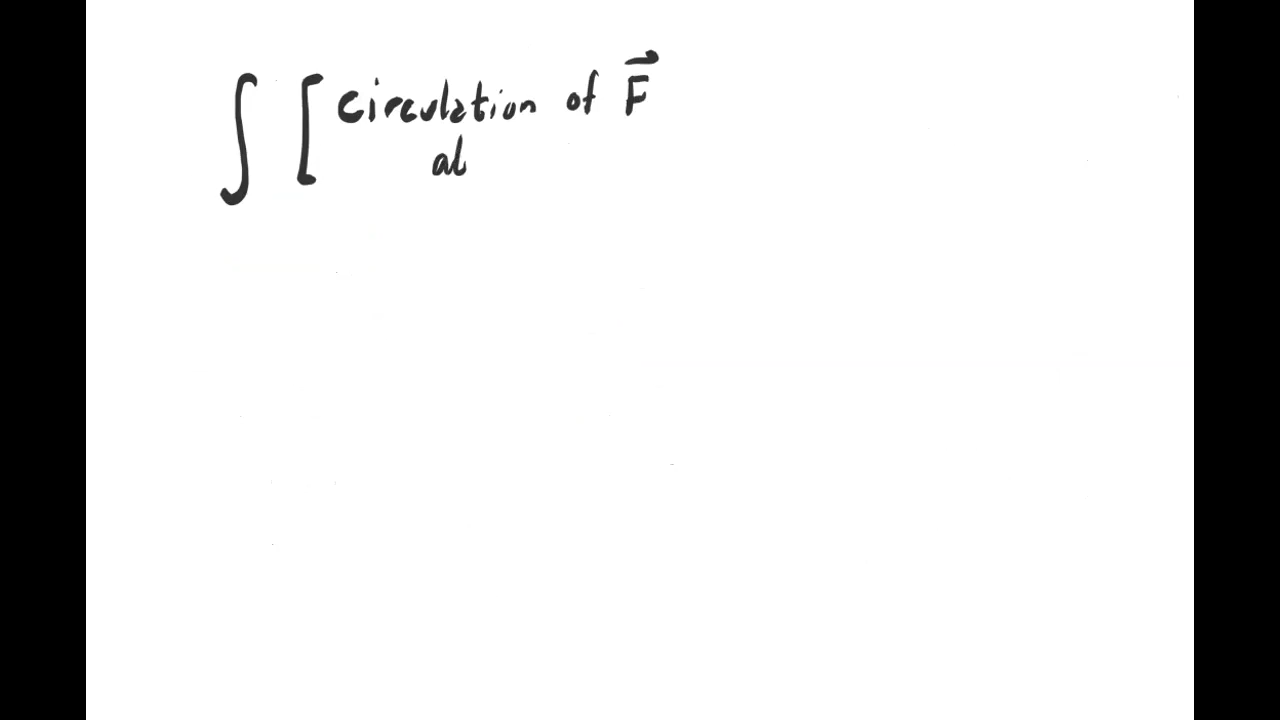 ∫ [ circulation of F⃗
al